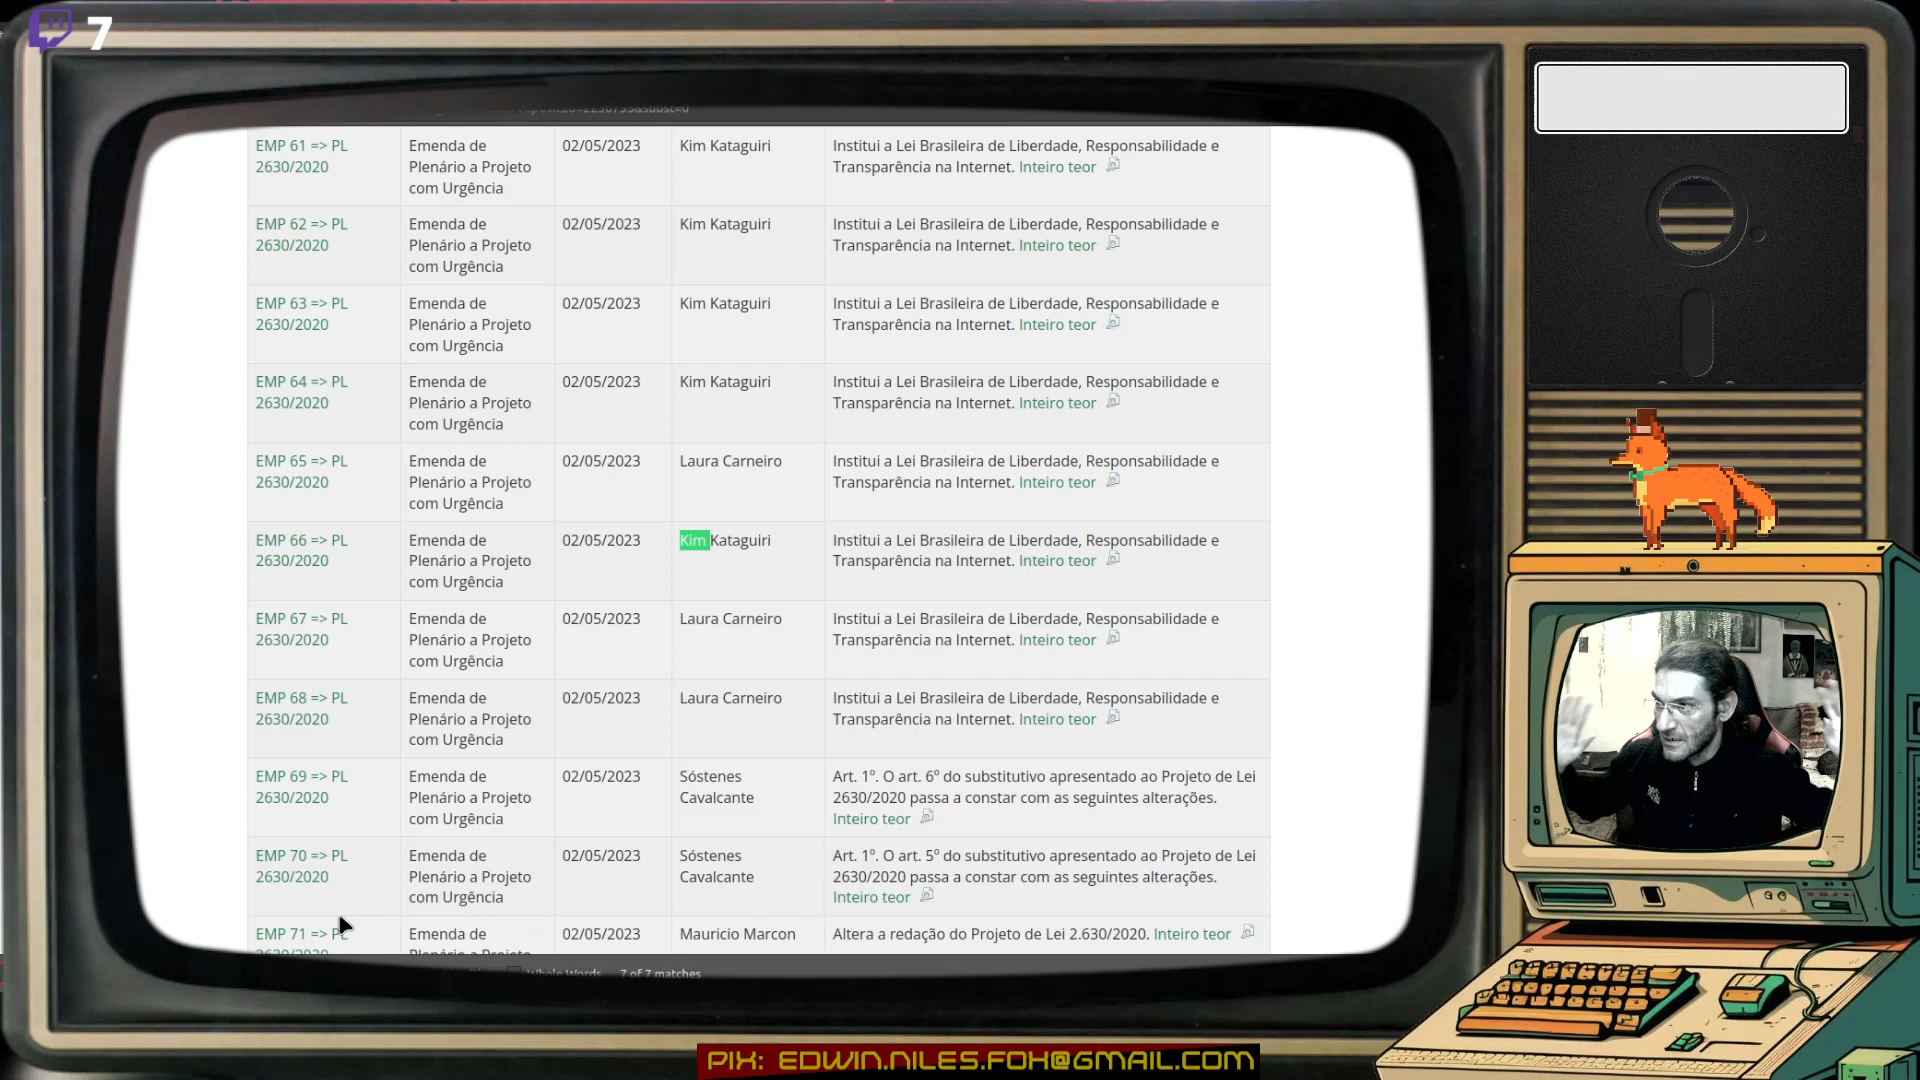 7
EMP 61 => PL
2630/2020
Emenda de
Plenário a Projeto
com Urgência
02/05/2023
Kim Kataguiri
Institui a Lei Brasileira de Liberdade, Responsabilidade e
Transparência na Internet. Inteiro teor
EMP 62 => PL
2630/2020
Emenda de
Plenário a Projeto
com Urgência
02/05/2023
Kim Kataguiri
Institui a Lei Brasileira de Liberdade, Responsabilidade e
Transparência na Internet. Inteiro teor
EMP 63 => PL
2630/2020
Emenda de
Plenário a Projeto
com Urgência
02/05/2023
Kim Kataguiri
Institui a Lei Brasileira de Liberdade, Responsabilidade e
Transparência na Internet. Inteiro teor
EMP 64 => PL
2630/2020
Emenda de
Plenário a Projeto
com Urgência
02/05/2023
Kim Kataguiri
Institui a Lei Brasileira de Liberdade, Responsabilidade e
Transparência na Internet. Inteiro teor
EMP 65 => PL
2630/2020
Emenda de
Plenário a Projeto
com Urgência
02/05/2023
Laura Carneiro
Institui a Lei Brasileira de Liberdade, Responsabilidade e
Transparência na Internet. Inteiro teor
EMP 66 => PL
2630/2020
Emenda de
Plenário a Projeto
com Urgência
02/05/2023
Kim Kataguiri
Institui a Lei Brasileira de Liberdade, Responsabilidade e
Transparência na Internet. Inteiro teor
EMP 67 => PL
2630/2020
Emenda de
Plenário a Projeto
com Urgência
02/05/2023
Laura Carneiro
Institui a Lei Brasileira de Liberdade, Responsabilidade e
Transparência na Internet. Inteiro teor
EMP 68 => PL
2630/2020
Emenda de
Plenário a Projeto
com Urgência
02/05/2023
Laura Carneiro
Institui a Lei Brasileira de Liberdade, Responsabilidade e
Transparência na Internet. Inteiro teor
EMP 69 => PL
2630/2020
Emenda de
Plenário a Projeto
com Urgência
02/05/2023
Sóstenes
Cavalcante
Art. 1º. O art. 6º do substitutivo apresentado ao Projeto de Lei
2630/2020 passa a constar com as seguintes alterações.
Inteiro teor
EMP 70 => PL
2630/2020
Emenda de
Plenário a Projeto
com Urgência
02/05/2023
Sóstenes
Cavalcante
Art. 1º. O art. 5º do substitutivo apresentado ao Projeto de Lei
2630/2020 passa a constar com as seguintes alterações.
Inteiro teor
EMP 71 => PL
2630/2020
Emenda de
Plenário a Projeto
02/05/2023
Mauricio Marcon
Altera a redação do Projeto de Lei 2.630/2020. Inteiro teor
Whole Words 7 of 7 matches
PIX: EDWIN.NILES.FOX@GMAIL.COM